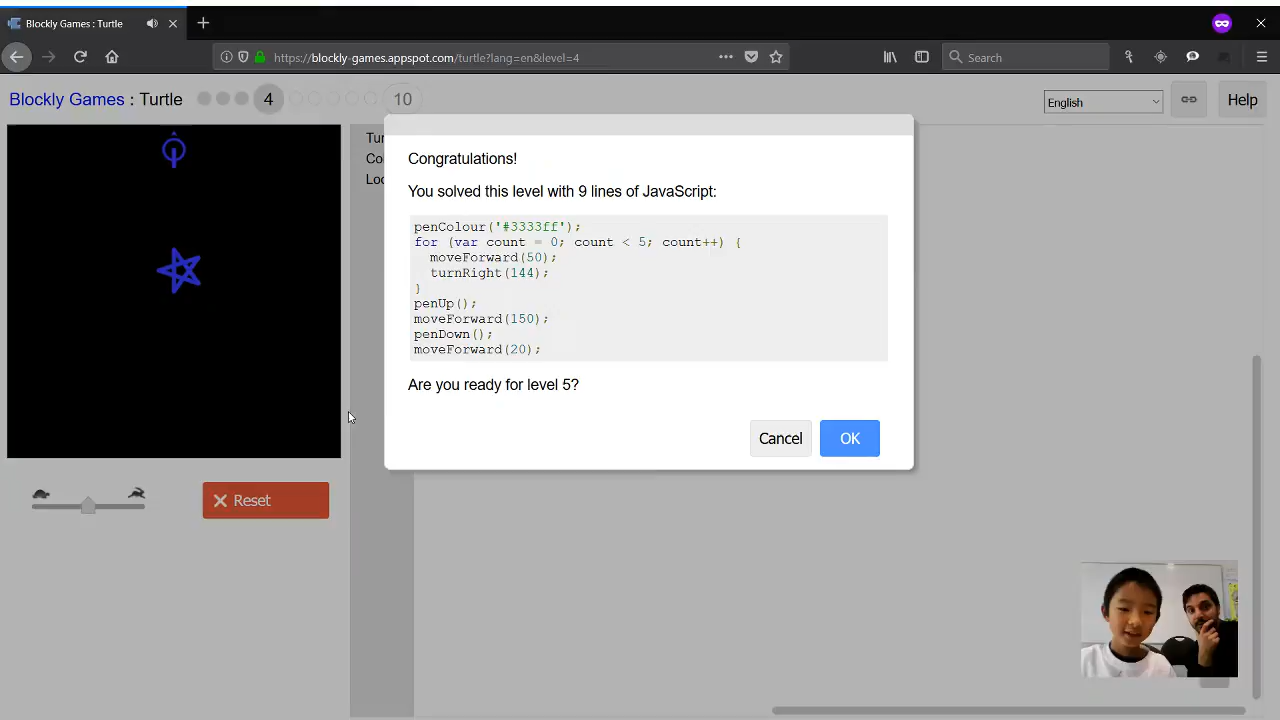 Blockly Games : Turtle
https://blockly-games.appspot.com/turtle?lang=en&level=4
Search
Blockly Games : Turtle
4
10
English
Help
Tur
Co
Loo
Congratulations!
You solved this level with 9 lines of JavaScript:
penColour('#3333ff');
for (var count = 0; count < 5; count++) {
  moveForward(50);
  turnRight(144);
}
penUp();
moveForward(150);
penDown();
moveForward(20);
Are you ready for level 5?
Cancel
OK
Reset